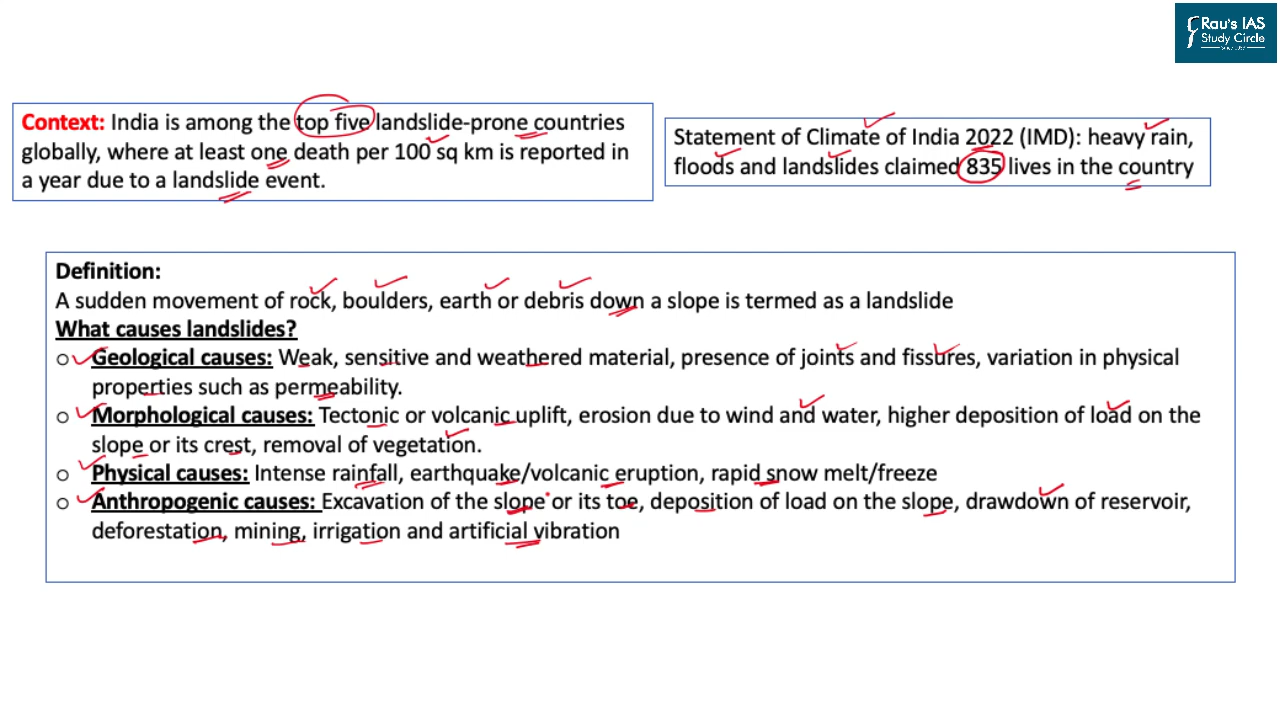 Rau's IAS
Study Circle
Context: India is among the top five landslide-prone countries
globally, where at least one death per 100 sq km is reported in
a year due to a landslide event.
Statement of Climate of India 2022 (IMD): heavy rain,
floods and landslides claimed 835 lives in the country
Definition:
A sudden movement of rock, boulders, earth or debris down a slope is termed as a landslide
What causes landslides?
o Geological causes: Weak, sensitive and weathered material, presence of joints and fissures, variation in physical
properties such as permeability.
o Morphological causes: Tectonic or volcanic uplift, erosion due to wind and water, higher deposition of load on the
slope or its crest, removal of vegetation.
o Physical causes: Intense rainfall, earthquake/volcanic eruption, rapid snow melt/freeze
o Anthropogenic causes: Excavation of the slope or its toe, deposition of load on the slope, drawdown of reservoir,
deforestation, mining, irrigation and artificial vibration